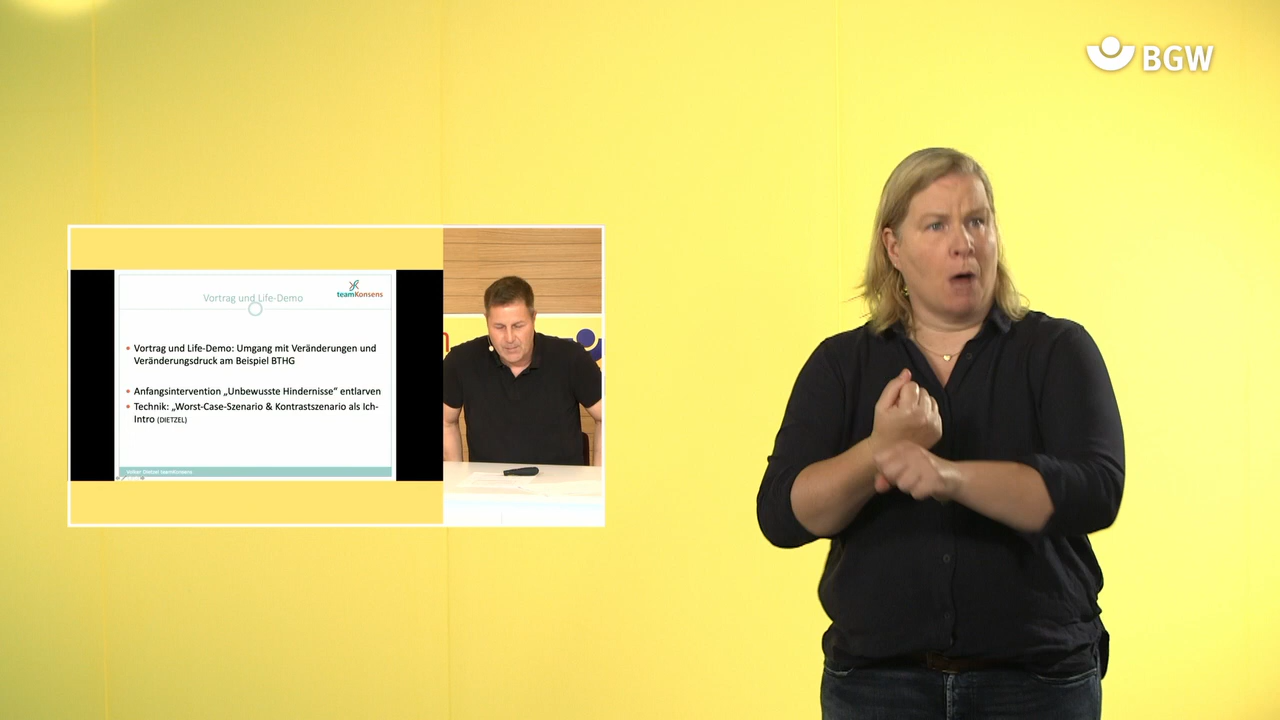 BGW
teamKonsens
Vortrag und Life-Demo
• Vortrag und Life-Demo: Umgang mit Veränderungen und
Veränderungsdruck am Beispiel BTHG
• Anfangsintervention „Unbewusste Hindernisse“ entlarven
• Technik: „Worst-Case-Szenario & Kontrastszenario als Ich-
Intro (DIETZEL)
Volker Dietzel teamKonsens